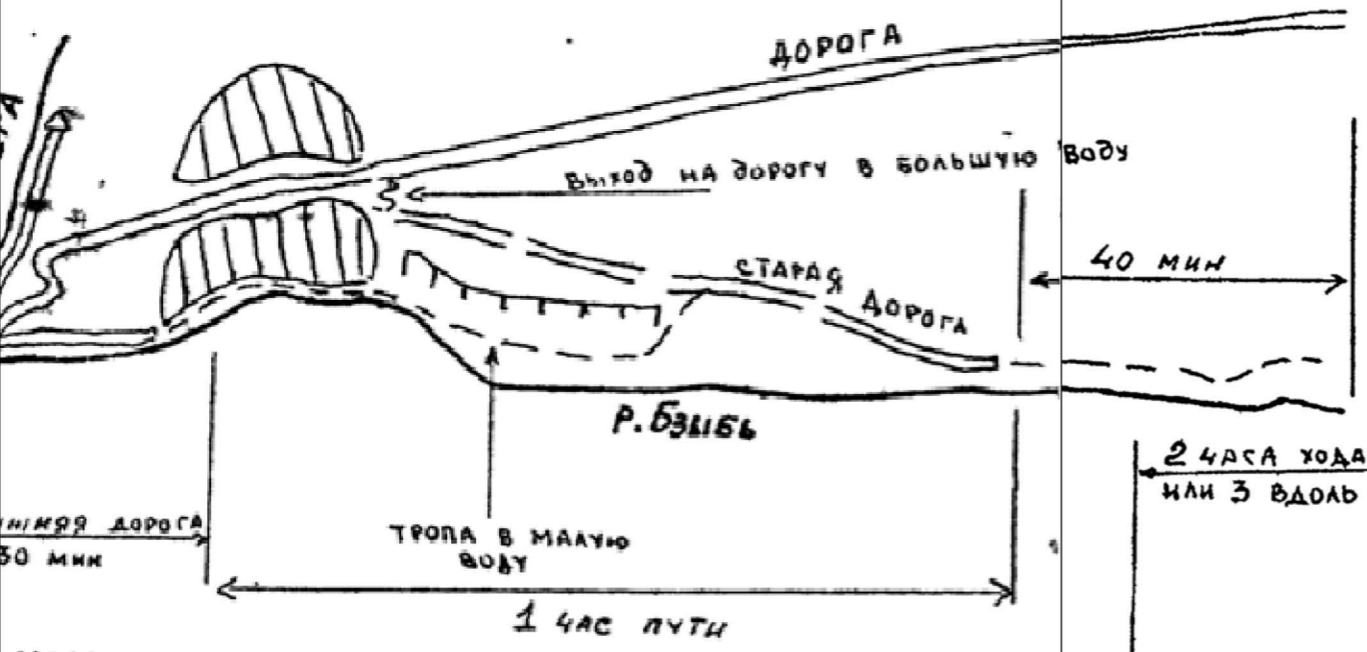 ДОРОГА
ВЫХОД НА ДОРОГУ В БОЛЬШУЮ ВОДУ
40 МИН
СТАРАЯ ДОРОГА
Р. БЗЫБЬ
2 ЧАСА ХОДА
ИЛИ 3 ВДОЛЬ
ДОРОГА
30 МИН
ТРОПА В МАЛУЮ
ВОДУ
1 ЧАС ПУТИ